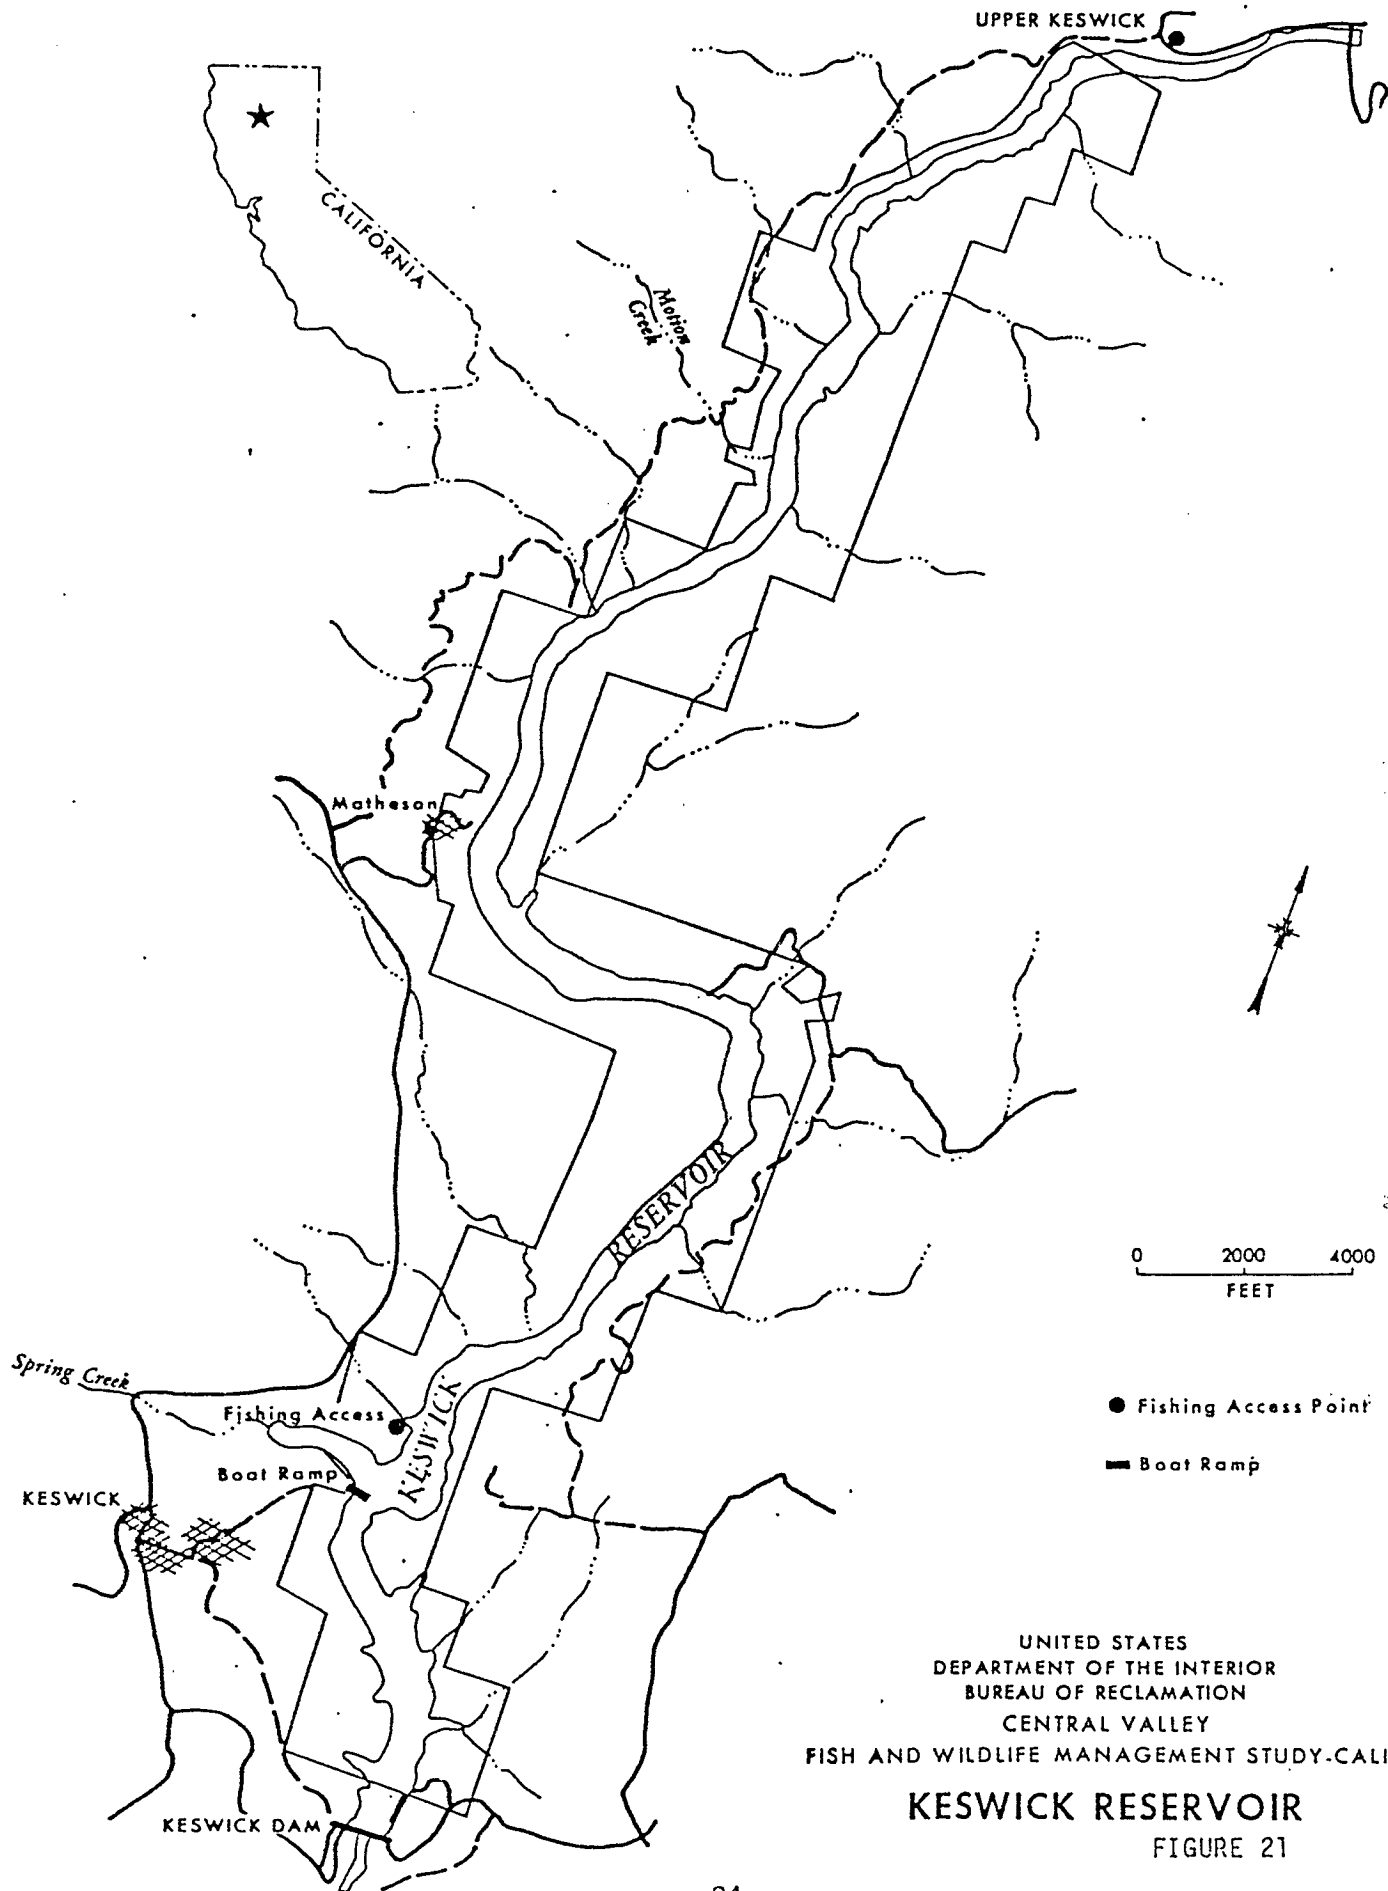 UPPER KESWICK
CALIFORNIA
Motion
Creek
Matheson
RESERVOIR
0 2000 4000
FEET
Spring Creek
Fishing Access
KESWICK
Boat Ramp
KESWICK
Fishing Access Point
Boat Ramp
UNITED STATES
DEPARTMENT OF THE INTERIOR
BUREAU OF RECLAMATION
CENTRAL VALLEY
FISH AND WILDLIFE MANAGEMENT STUDY-CALI
KESWICK RESERVOIR
KESWICK DAM
FIGURE 21